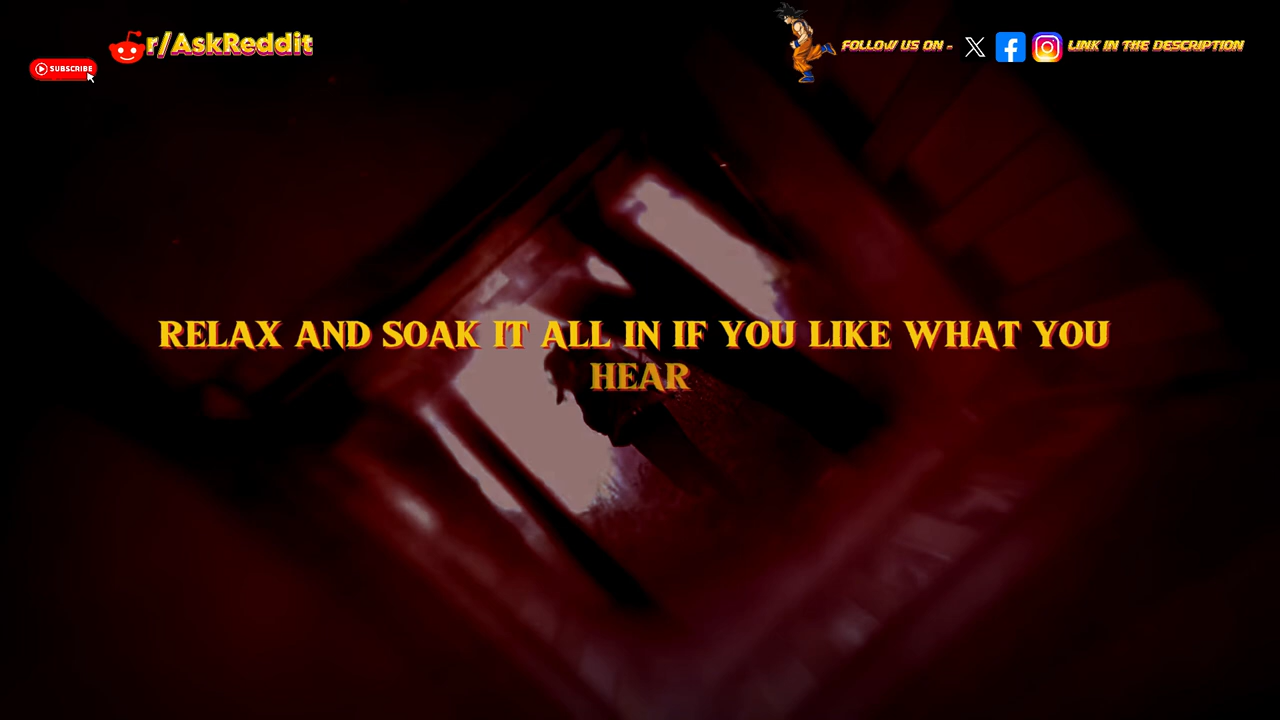 r/AskReddit
SUBSCRIBE
FOLLOW US ON -
LINK IN THE DESCRIPTION
RELAX AND SOAK IT ALL IN IF YOU LIKE WHAT YOU
HEAR